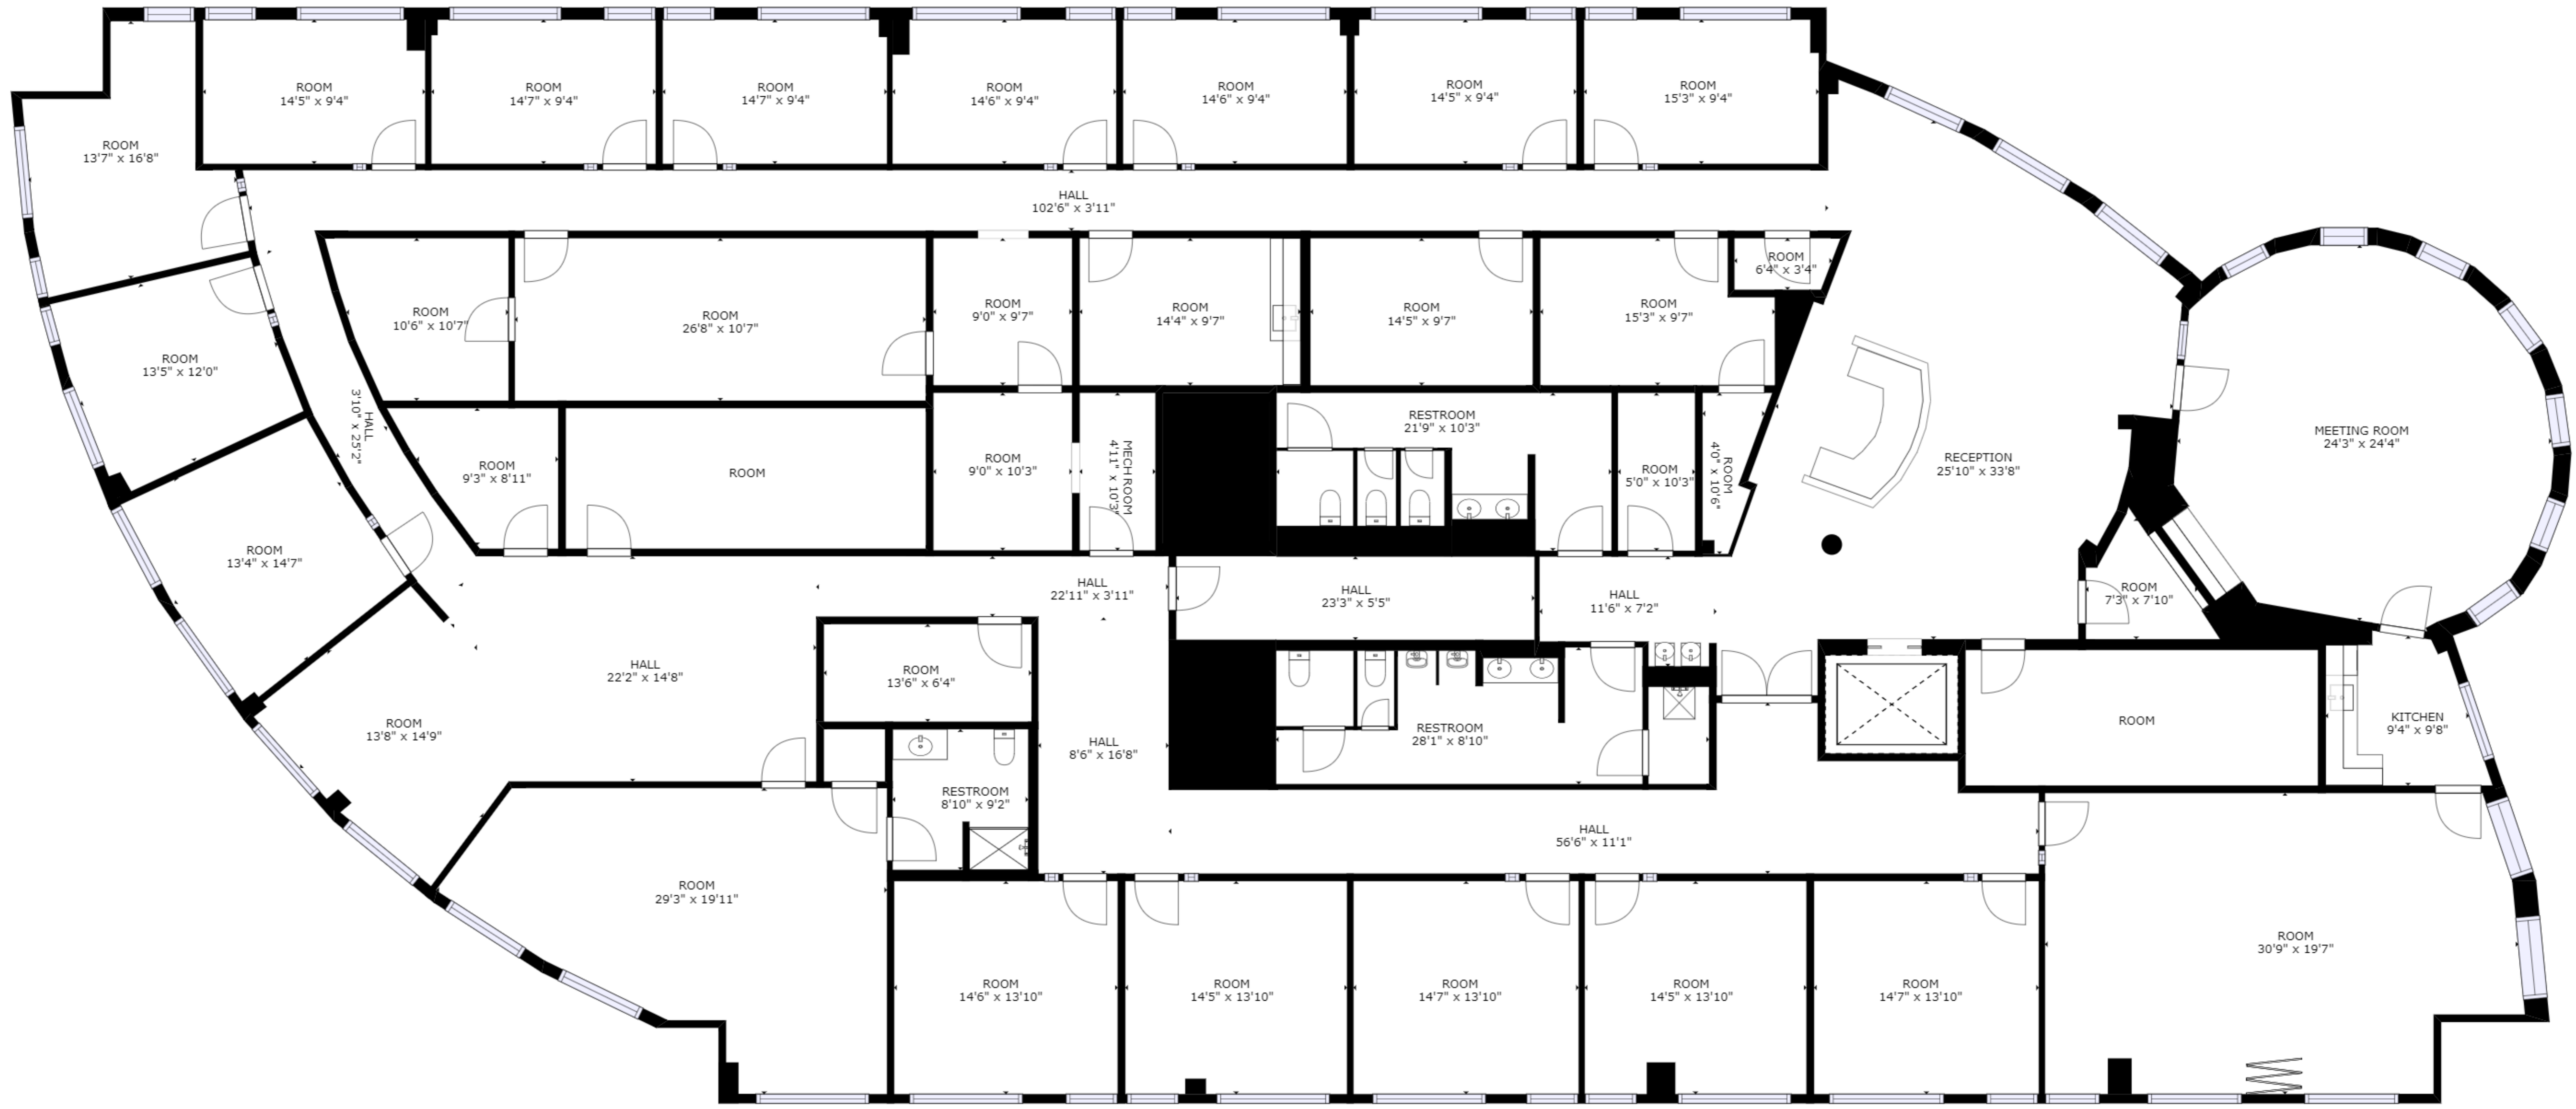 ROOM
14'5" x 9'4"
ROOM
14'7" x 9'4"
ROOM
14'7" x 9'4"
ROOM
14'6" x 9'4"
ROOM
14'6" x 9'4"
ROOM
14'5" x 9'4"
ROOM
15'3" x 9'4"
ROOM
13'7" x 16'8"
HALL
102'6" x 3'11"
ROOM
6'4" x 3'4"
ROOM
10'6" x 10'7"
ROOM
26'8" x 10'7"
ROOM
9'0" x 9'7"
ROOM
14'4" x 9'7"
ROOM
14'5" x 9'7"
ROOM
15'3" x 9'7"
ROOM
13'5" x 12'0"
HALL
3'10" x 25'2"
RESTROOM
21'9" x 10'3"
MEETING ROOM
24'3" x 24'4"
ROOM
9'3" x 8'11"
ROOM
ROOM
9'0" x 10'3"
MECH ROOM
4'11" x 10'3"
ROOM
5'0" x 10'3"
ROOM
4'0" x 10'6"
RECEPTION
25'10" x 33'8"
ROOM
13'4" x 14'7"
HALL
22'11" x 3'11"
HALL
23'3" x 5'5"
HALL
11'6" x 7'2"
ROOM
7'3" x 7'10"
HALL
22'2" x 14'8"
ROOM
13'6" x 6'4"
ROOM
13'8" x 14'9"
HALL
8'6" x 16'8"
RESTROOM
28'1" x 8'10"
ROOM
KITCHEN
9'4" x 9'8"
RESTROOM
8'10" x 9'2"
HALL
56'6" x 11'1"
ROOM
29'3" x 19'11"
ROOM
30'9" x 19'7"
ROOM
14'6" x 13'10"
ROOM
14'5" x 13'10"
ROOM
14'7" x 13'10"
ROOM
14'5" x 13'10"
ROOM
14'7" x 13'10"